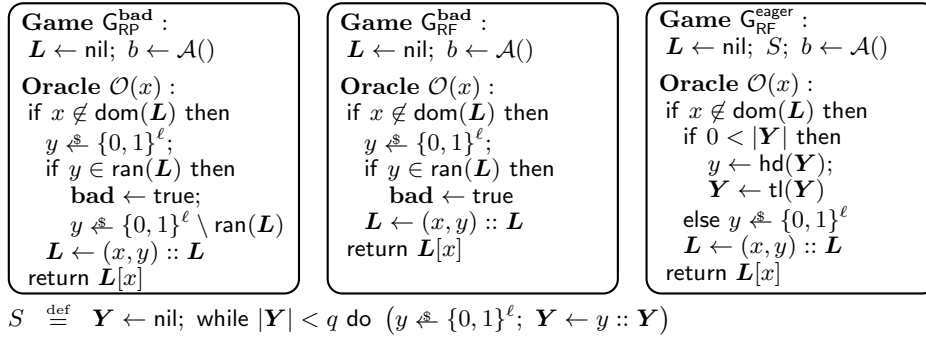 Game G_RP^bad :
L ← nil; b ← A()
Oracle O(x) :
if x ∉ dom(L) then
y ←$ {0, 1}^ℓ;
if y ∈ ran(L) then
bad ← true;
y ←$ {0, 1}^ℓ \ ran(L)
L ← (x, y) :: L
return L[x]
Game G_RF^bad :
L ← nil; b ← A()
Oracle O(x) :
if x ∉ dom(L) then
y ←$ {0, 1}^ℓ;
if y ∈ ran(L) then
bad ← true
L ← (x, y) :: L
return L[x]
Game G_RF^eager :
L ← nil; S; b ← A()
Oracle O(x) :
if x ∉ dom(L) then
if 0 < |Y| then
y ← hd(Y);
Y ← tl(Y)
else y ←$ {0, 1}^ℓ
L ← (x, y) :: L
return L[x]
S def= Y ← nil; while |Y| < q do (y ←$ {0, 1}^ℓ; Y ← y :: Y)